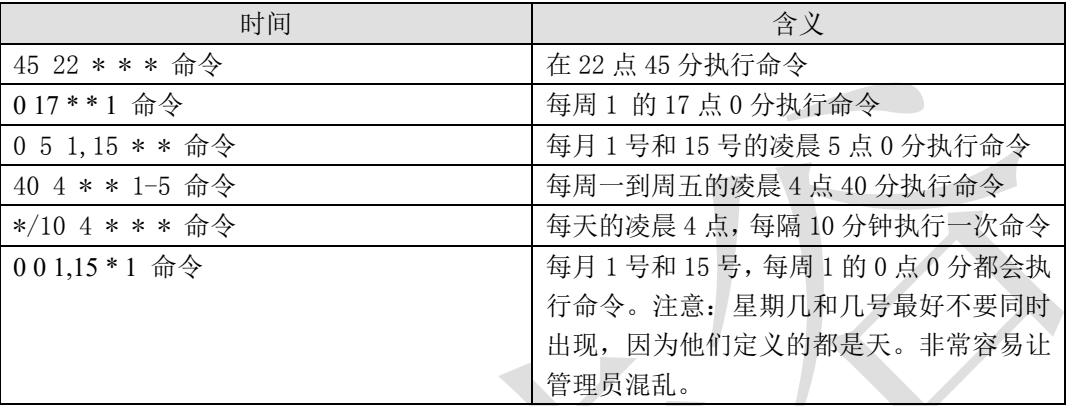 时间 含义
45 22 * * * 命令 在 22 点 45 分执行命令
0 17 * * 1 命令 每周 1 的 17 点 0 分执行命令
0 5 1,15 * * 命令 每月 1 号和 15 号的凌晨 5 点 0 分执行命令
40 4 * * 1-5 命令 每周一到周五的凌晨 4 点 40 分执行命令
*/10 4 * * * 命令 每天的凌晨 4 点，每隔 10 分钟执行一次命令
0 0 1,15 * 1 命令 每月 1 号和 15 号，每周 1 的 0 点 0 分都会执
行命令。注意：星期几和几号最好不要同时
出现，因为他们定义的都是天。非常容易让
管理员混乱。